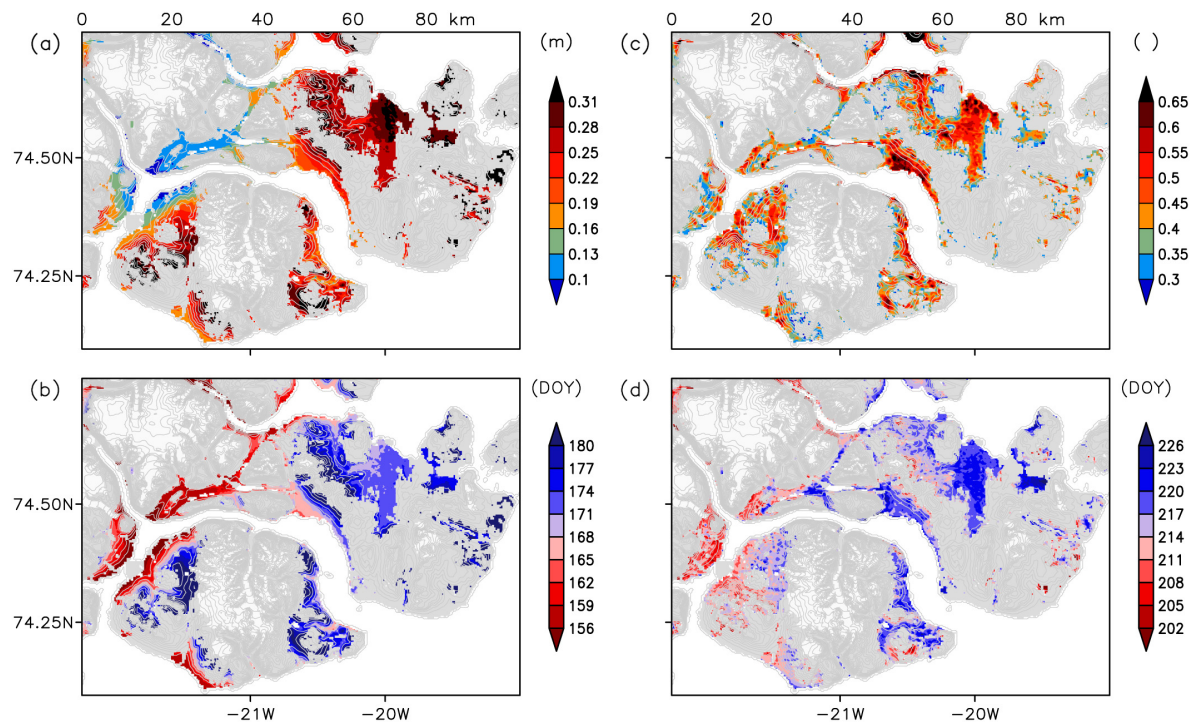 0 20 40 60 80 km
0 20 40 60 80 km
(a)
(m)
0.31
0.28
0.25
0.22
0.19
0.16
0.13
0.1
74.50N
74.25N
(c)
( )
0.65
0.6
0.55
0.5
0.45
0.4
0.35
0.3
(b)
(DOY)
180
177
174
171
168
165
162
159
156
74.50N
74.25N
−21W −20W
(d)
(DOY)
226
223
220
217
214
211
208
205
202
−21W −20W